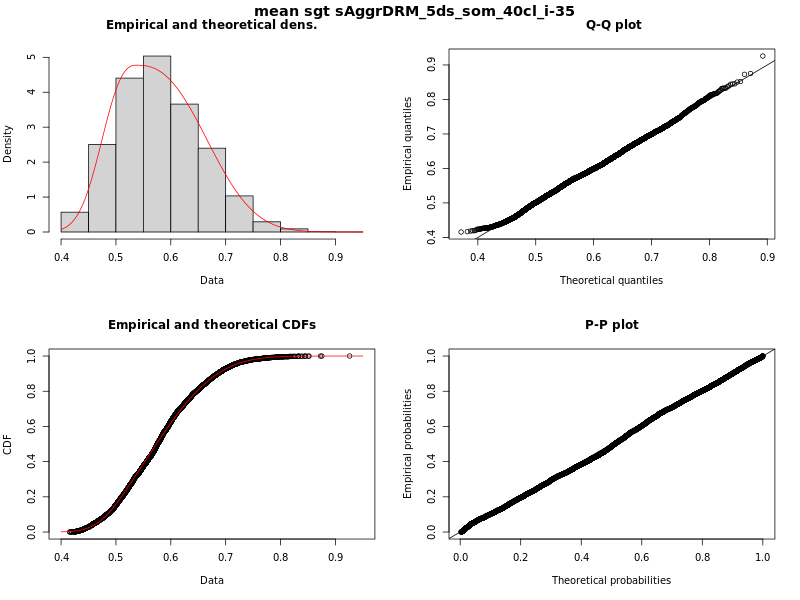 mean sgt sAggrDRM_5ds_som_40cl_i-35
Empirical and theoretical dens.
Density
0 1 2 3 4 5
0.4 0.5 0.6 0.7 0.8 0.9
Data
Q-Q plot
Empirical quantiles
0.4 0.5 0.6 0.7 0.8 0.9
0.4 0.5 0.6 0.7 0.8 0.9
Theoretical quantiles
Empirical and theoretical CDFs
CDF
0.0 0.2 0.4 0.6 0.8 1.0
0.4 0.5 0.6 0.7 0.8 0.9
Data
P-P plot
Empirical probabilities
0.0 0.2 0.4 0.6 0.8 1.0
0.0 0.2 0.4 0.6 0.8 1.0
Theoretical probabilities